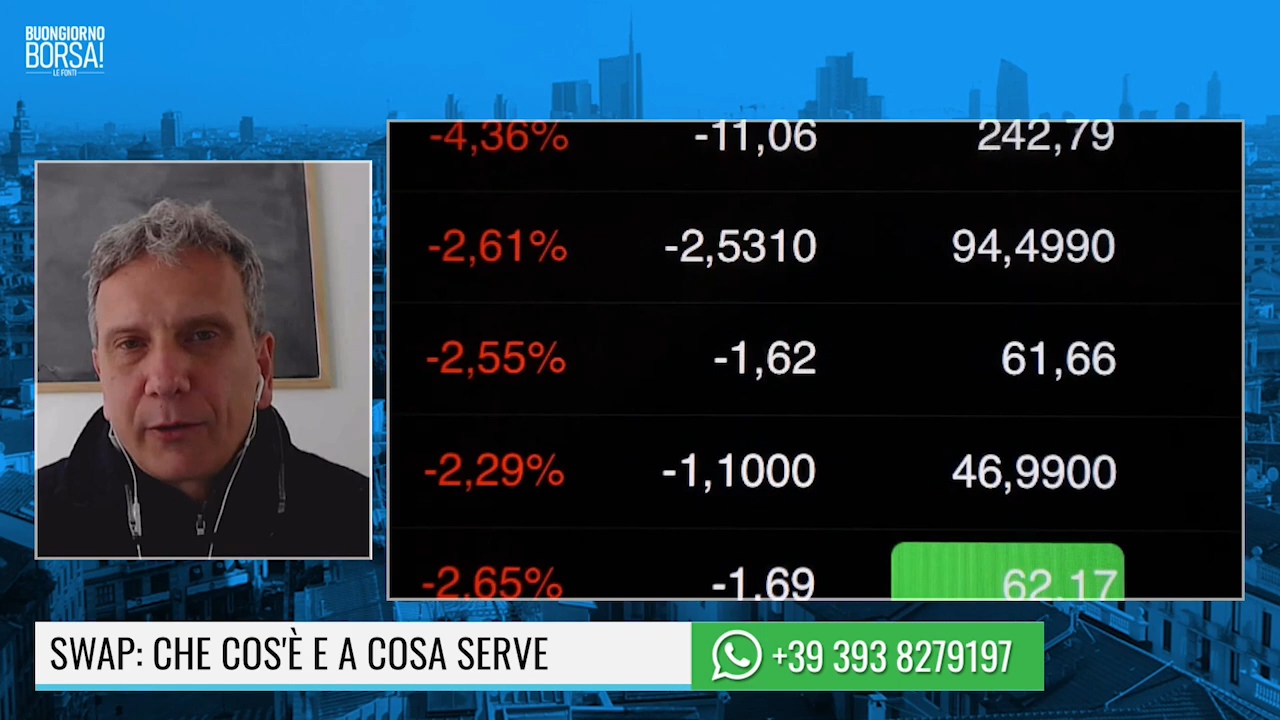 BUONGIORNO
BORSA!
LE FONTI
-4,36% -11,06 242,79
-2,61% -2,5310 94,4990
-2,55% -1,62 61,66
-2,29% -1,1000 46,9900
-2,65% -1,69 62,17
SWAP: CHE COS'È E A COSA SERVE
+39 393 8279197